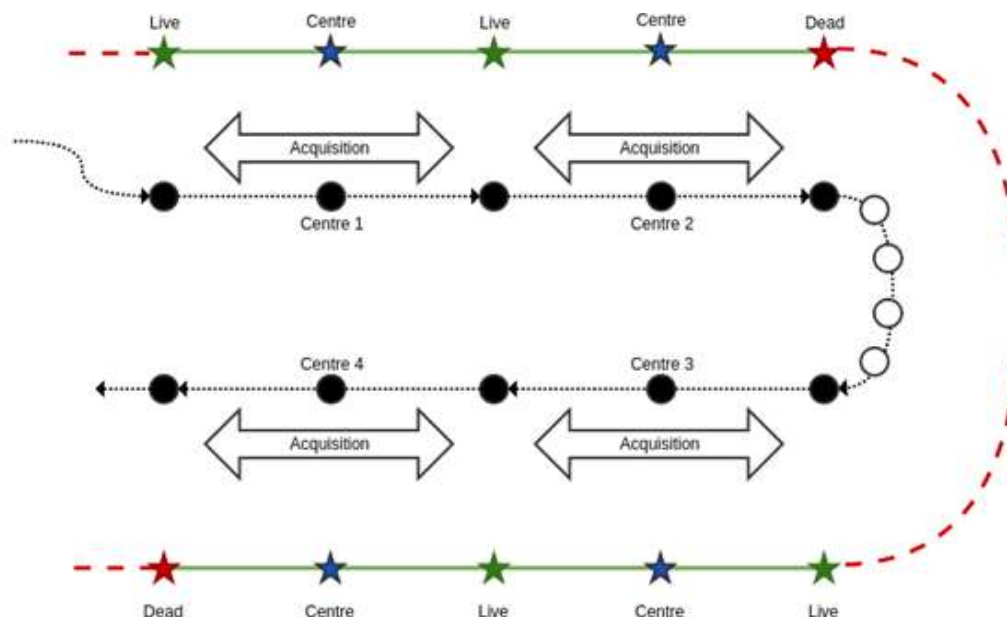 Live Centre Live Centre Dead
Acquisition Acquisition
Centre 1 Centre 2
Centre 4 Centre 3
Acquisition Acquisition
Dead Centre Live Centre Live